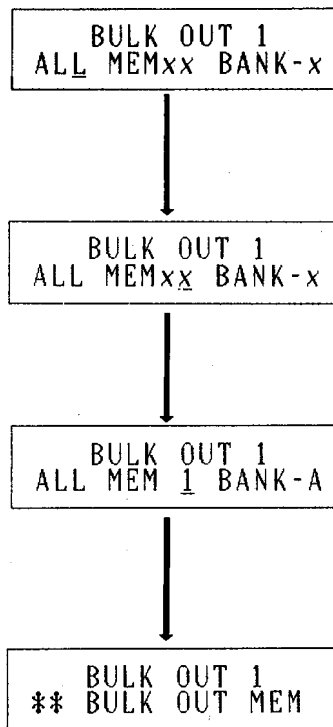 BULK OUT 1
ALL MEMxx BANK-x
BULK OUT 1
ALL MEMxx BANK-x
BULK OUT 1
ALL MEM 1 BANK-A
BULK OUT 1
** BULK OUT MEM